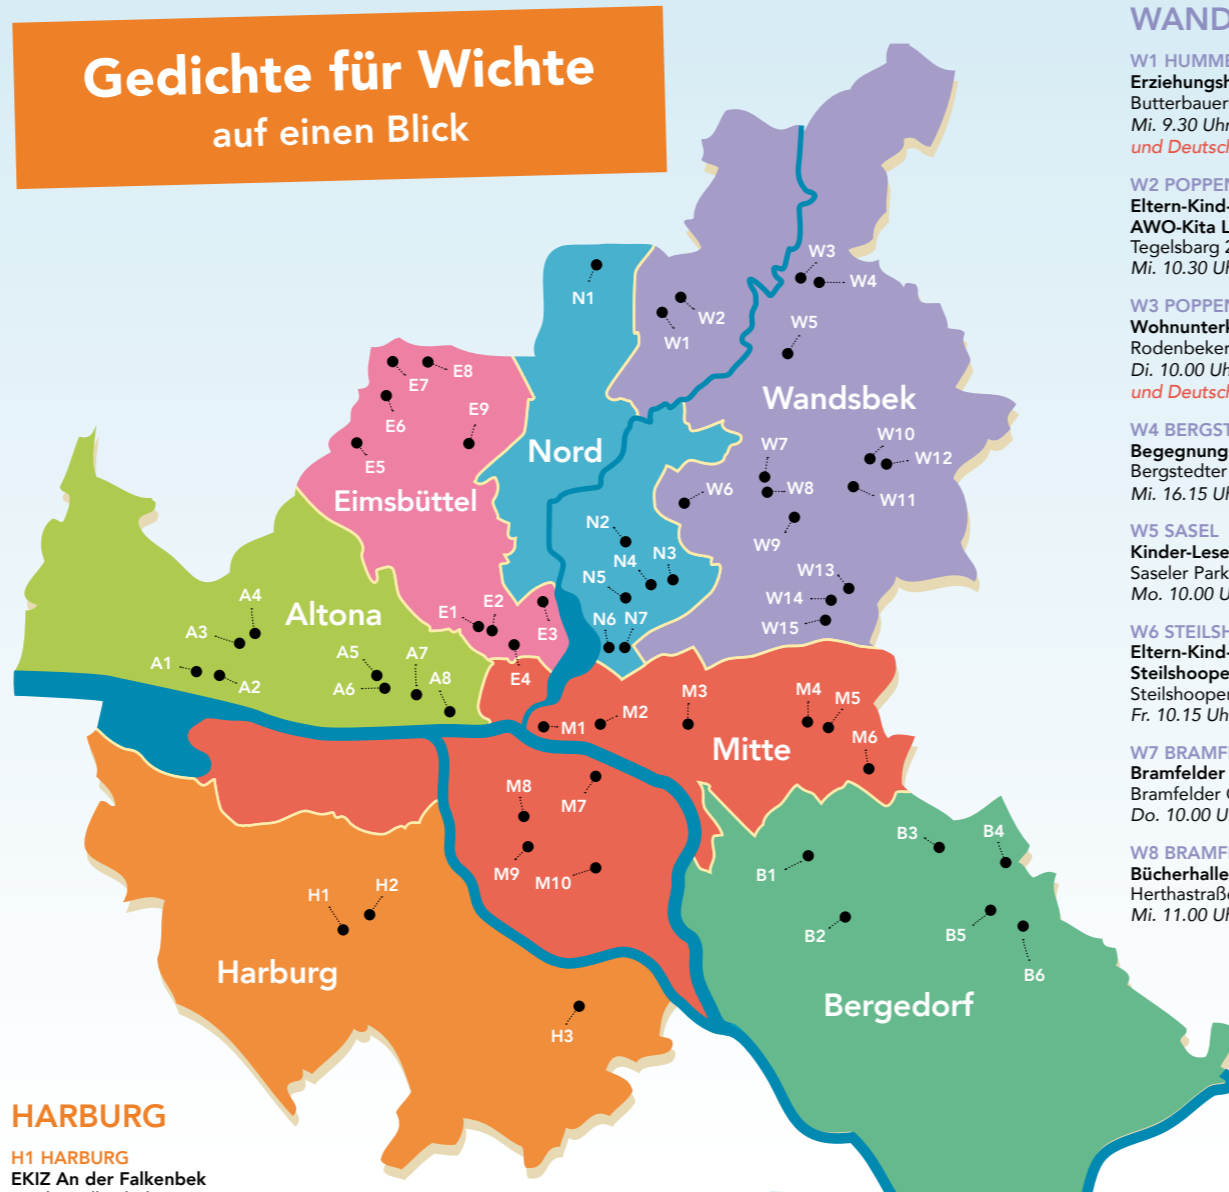 Gedichte für Wichte
auf einen Blick
N1
W3
W4
W2
W1
W5
E7
E8
E6
E9
E5
Wandsbek
Nord
Eimsbüttel
W7
W10
W12
W8
W6
W11
W9
N2
N4
N3
N5
W13
W14
W15
N6
N7
E1
E2
E3
E4
A4
Altona
A3
A1
A2
A5
A6
A7
A8
M1
M2
M3
M4
M5
Mitte
M6
M7
M8
M9
M10
B3
B4
B1
B2
B5
B6
Bergedorf
H1
H2
Harburg
H3
WAND
W1 HUMME
Erziehungsh
Butterbauer
Mi. 9.30 Uhr
und Deutsch
W2 POPPEN
Eltern-Kind-
AWO-Kita L
Tegelsbarg 2
Mi. 10.30 Uh
W3 POPPEN
Wohnunterk
Rodenbeker
Di. 10.00 Uh
und Deutsch
W4 BERGST
Begegnung
Bergstedter
Mi. 16.15 Uh
W5 SASEL
Kinder-Lese
Saseler Park
Mo. 10.00 U
W6 STEILSH
Eltern-Kind-
Steilshoope
Steilshooper
Fr. 10.15 Uh
W7 BRAMFE
Bramfelder
Bramfelder C
Do. 10.00 U
W8 BRAMFE
Bücherhalle
Herthastraße
Mi. 11.00 Uh
HARBURG
H1 HARBURG
EKIZ An der Falkenbek